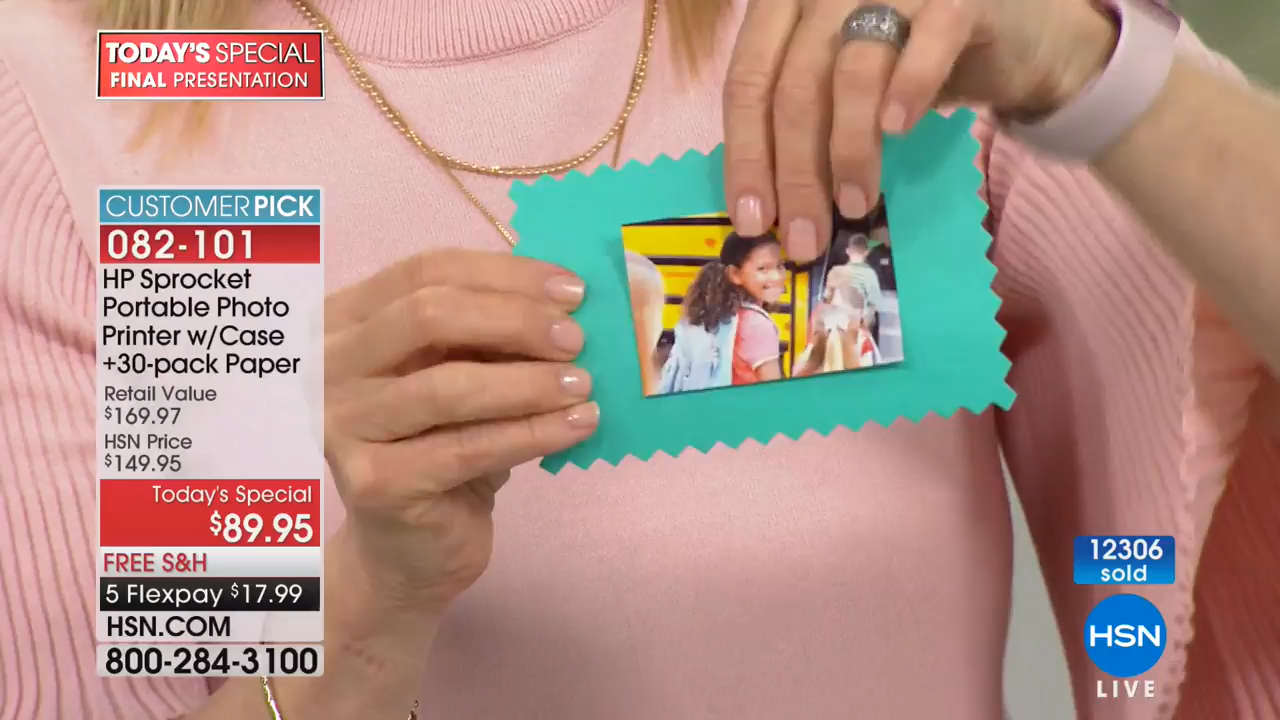 TODAY'S SPECIAL
FINAL PRESENTATION
CUSTOMER PICK
082-101
HP Sprocket
Portable Photo
Printer w/Case
+30-pack Paper
Retail Value
$169.97
HSN Price
$149.95
Today's Special
$89.95
FREE S&H
5 Flexpay $17.99
HSN.COM
800-284-3100
12306
sold
HSN
LIVE